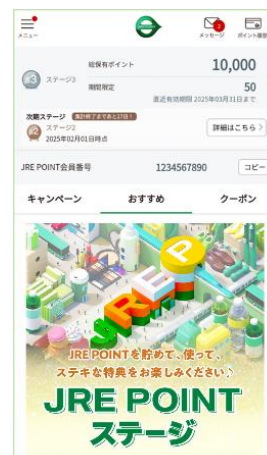 メニュー
2
メッセージ
ポイント履歴
総保有ポイント
10,000
3
ステージ3
期間限定
50
直近有効期限 2025年03月31日まで
次期ステージ
集計終了まであと27日！
2
ステージ2
2025年02月01日時点
詳細はこちら
JRE POINT会員番号
1234567890
コピー
キャンペーン
おすすめ
クーポン
JREP
JRE POINTを貯めて、使って、
ステキな特典をお楽しみください♪
JRE POINT
ステージ